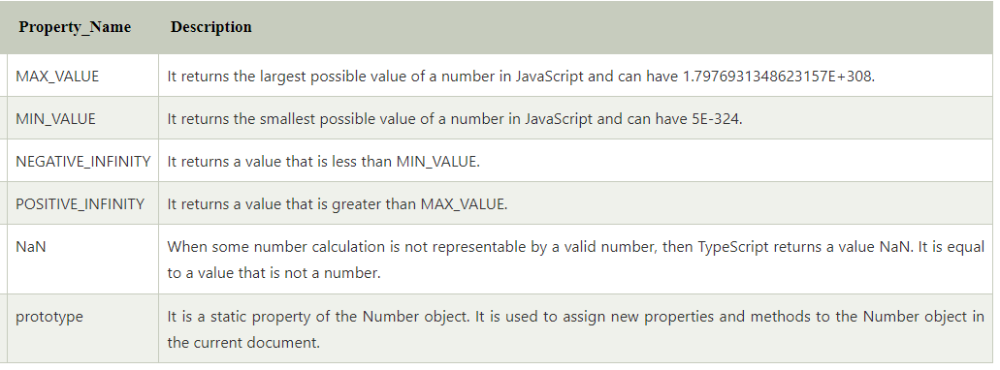 Property_Name Description
MAX_VALUE It returns the largest possible value of a number in JavaScript and can have 1.7976931348623157E+308.
MIN_VALUE It returns the smallest possible value of a number in JavaScript and can have 5E-324.
NEGATIVE_INFINITY It returns a value that is less than MIN_VALUE.
POSITIVE_INFINITY It returns a value that is greater than MAX_VALUE.
NaN When some number calculation is not representable by a valid number, then TypeScript returns a value NaN. It is equal
to a value that is not a number.
prototype It is a static property of the Number object. It is used to assign new properties and methods to the Number object in
the current document.